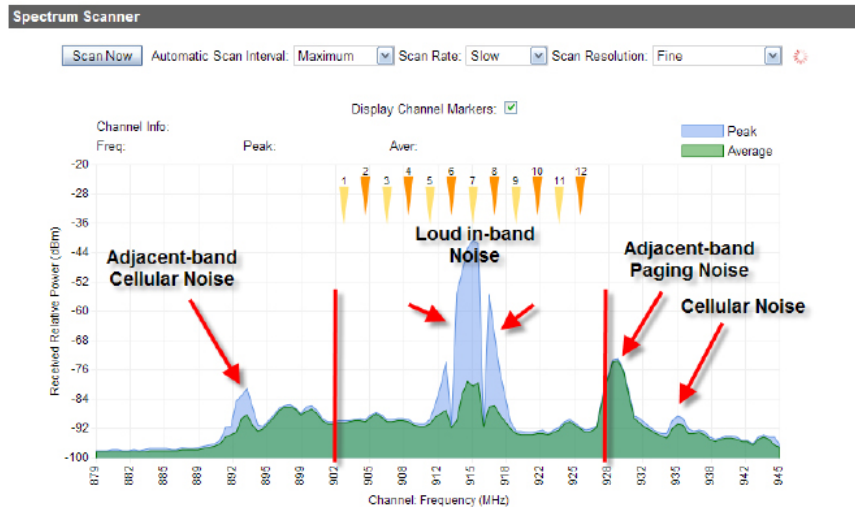 Spectrum Scanner
Scan Now Automatic Scan Interval: Maximum Scan Rate: Slow Scan Resolution: Fine
Display Channel Markers:
Channel Info:
Freq: Peak: Aver:
Peak
Average
-20
-28
-36
-44
-52
-60
-68
-76
-84
-92
-100
Received Relative Power (dBm)
1 2 3 4 5 6 7 8 9 10 11 12
Loud in-band
Noise
Adjacent-band
Cellular Noise
Adjacent-band
Paging Noise
Cellular Noise
879 882 885 889 892 895 899 902 905 908 911 915 918 922 925 928 931 935 938 942 945
Channel: Frequency (MHz)